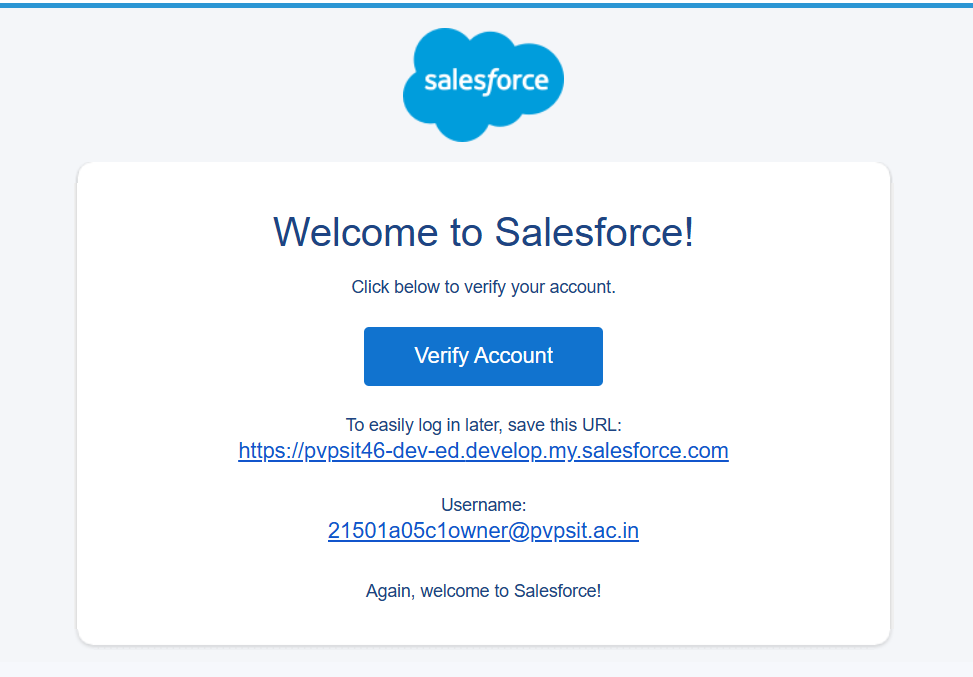 salesforce
Welcome to Salesforce!
Click below to verify your account.
Verify Account
To easily log in later, save this URL:
https://pvpsit46-dev-ed.develop.my.salesforce.com
Username:
21501a05c1owner@pvpsit.ac.in
Again, welcome to Salesforce!